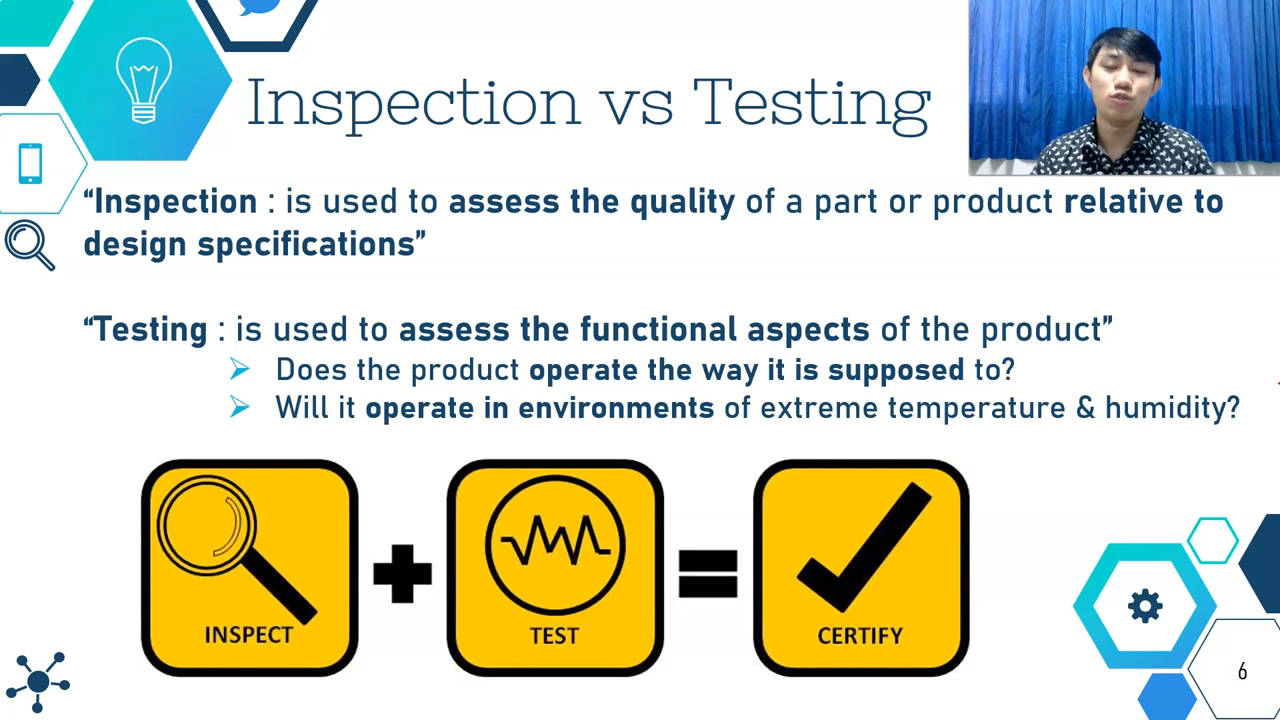 Inspection vs Testing
“Inspection : is used to assess the quality of a part or product relative to
design specifications”
“Testing : is used to assess the functional aspects of the product”
Does the product operate the way it is supposed to?
Will it operate in environments of extreme temperature & humidity?
INSPECT
TEST
CERTIFY
6